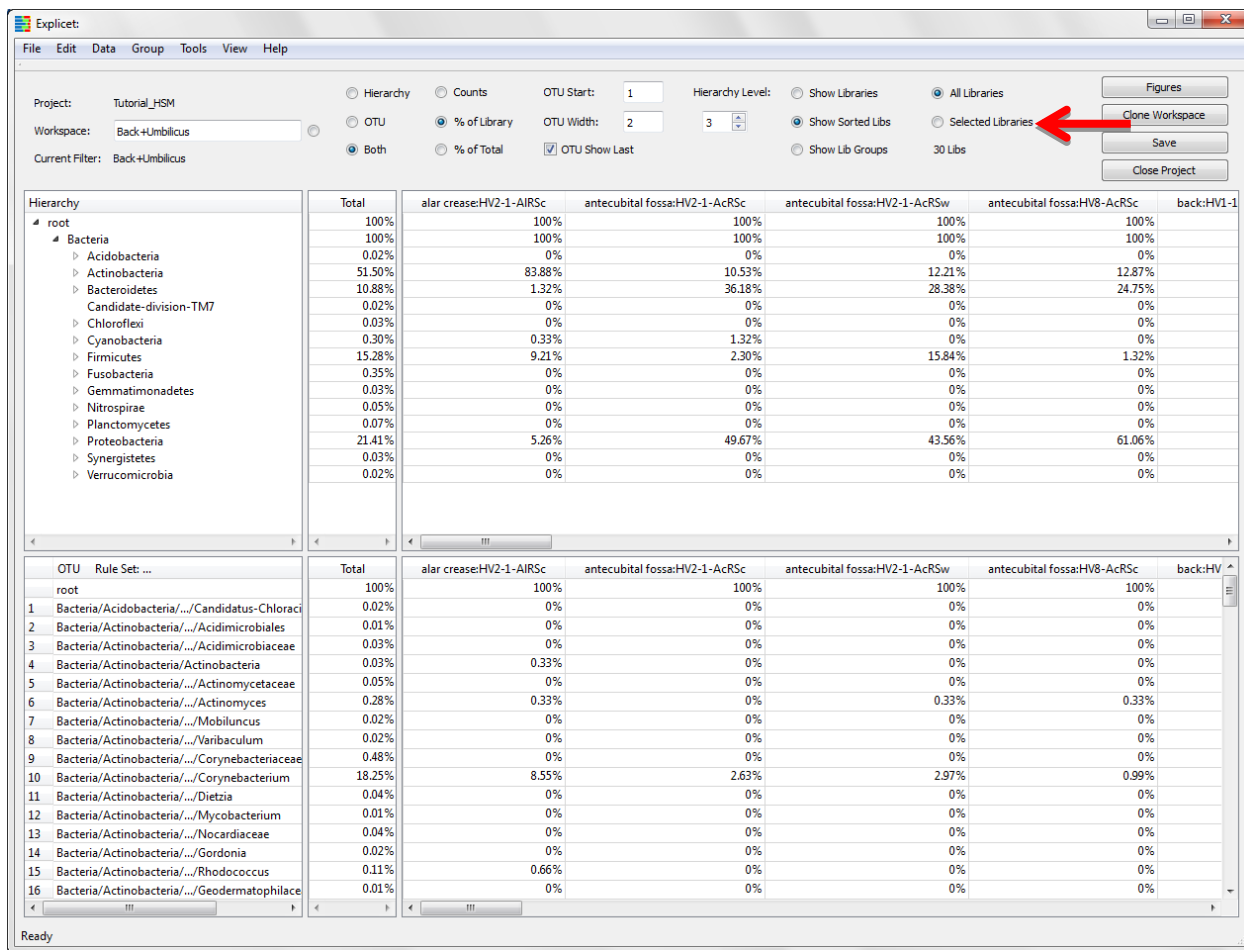 Explicet:
File Edit Data Group Tools View Help
Project: Tutorial_HSM
Workspace: Back+Umbilicus
Current Filter: Back+Umbilicus
Hierarchy Counts OTU Start: 1 Hierarchy Level: Show Libraries All Libraries
OTU % of Library OTU Width: 2 3 Show Sorted Libs Selected Libraries
Both % of Total OTU Show Last Show Lib Groups 30 Libs
Figures
Clone Workspace
Save
Close Project
Hierarchy Total alar crease:HV2-1-AlRSc antecubital fossa:HV2-1-AcRSc antecubital fossa:HV2-1-AcRSw antecubital fossa:HV8-AcRSc back:HV1-1
root 100% 100% 100% 100% 100%
Bacteria 100% 100% 100% 100% 100%
Acidobacteria 0.02% 0% 0% 0% 0%
Actinobacteria 51.50% 83.88% 10.53% 12.21% 12.87%
Bacteroidetes 10.88% 1.32% 36.18% 28.38% 24.75%
Candidate-division-TM7 0.02% 0% 0% 0% 0%
Chloroflexi 0.03% 0% 0% 0% 0%
Cyanobacteria 0.30% 0.33% 1.32% 0% 0%
Firmicutes 15.28% 9.21% 2.30% 15.84% 1.32%
Fusobacteria 0.35% 0% 0% 0% 0%
Gemmatimonadetes 0.03% 0% 0% 0% 0%
Nitrospirae 0.05% 0% 0% 0% 0%
Planctomycetes 0.07% 0% 0% 0% 0%
Proteobacteria 21.41% 5.26% 49.67% 43.56% 61.06%
Synergistetes 0.03% 0% 0% 0% 0%
Verrucomicrobia 0.02% 0% 0% 0% 0%
OTU Rule Set: ... Total alar crease:HV2-1-AlRSc antecubital fossa:HV2-1-AcRSc antecubital fossa:HV2-1-AcRSw antecubital fossa:HV8-AcRSc back:HV
root 100% 100% 100% 100% 100%
1 Bacteria/Acidobacteria/.../Candidatus-Chloraci 0.02% 0% 0% 0% 0%
2 Bacteria/Actinobacteria/.../Acidimicrobiales 0.01% 0% 0% 0% 0%
3 Bacteria/Actinobacteria/.../Acidimicrobiaceae 0.03% 0% 0% 0% 0%
4 Bacteria/Actinobacteria/Actinobacteria 0.03% 0.33% 0% 0% 0%
5 Bacteria/Actinobacteria/.../Actinomycetaceae 0.05% 0% 0% 0% 0%
6 Bacteria/Actinobacteria/.../Actinomyces 0.28% 0.33% 0% 0.33% 0.33%
7 Bacteria/Actinobacteria/.../Mobiluncus 0.02% 0% 0% 0% 0%
8 Bacteria/Actinobacteria/.../Varibaculum 0.02% 0% 0% 0% 0%
9 Bacteria/Actinobacteria/.../Corynebacteriaceae 0.48% 0% 0% 0% 0%
10 Bacteria/Actinobacteria/.../Corynebacterium 18.25% 8.55% 2.63% 2.97% 0.99%
11 Bacteria/Actinobacteria/.../Dietzia 0.04% 0% 0% 0% 0%
12 Bacteria/Actinobacteria/.../Mycobacterium 0.01% 0% 0% 0% 0%
13 Bacteria/Actinobacteria/.../Nocardiaceae 0.04% 0% 0% 0% 0%
14 Bacteria/Actinobacteria/.../Gordonia 0.02% 0% 0% 0% 0%
15 Bacteria/Actinobacteria/.../Rhodococcus 0.11% 0.66% 0% 0% 0%
16 Bacteria/Actinobacteria/.../Geodermatophilace 0.01% 0% 0% 0% 0%
Ready